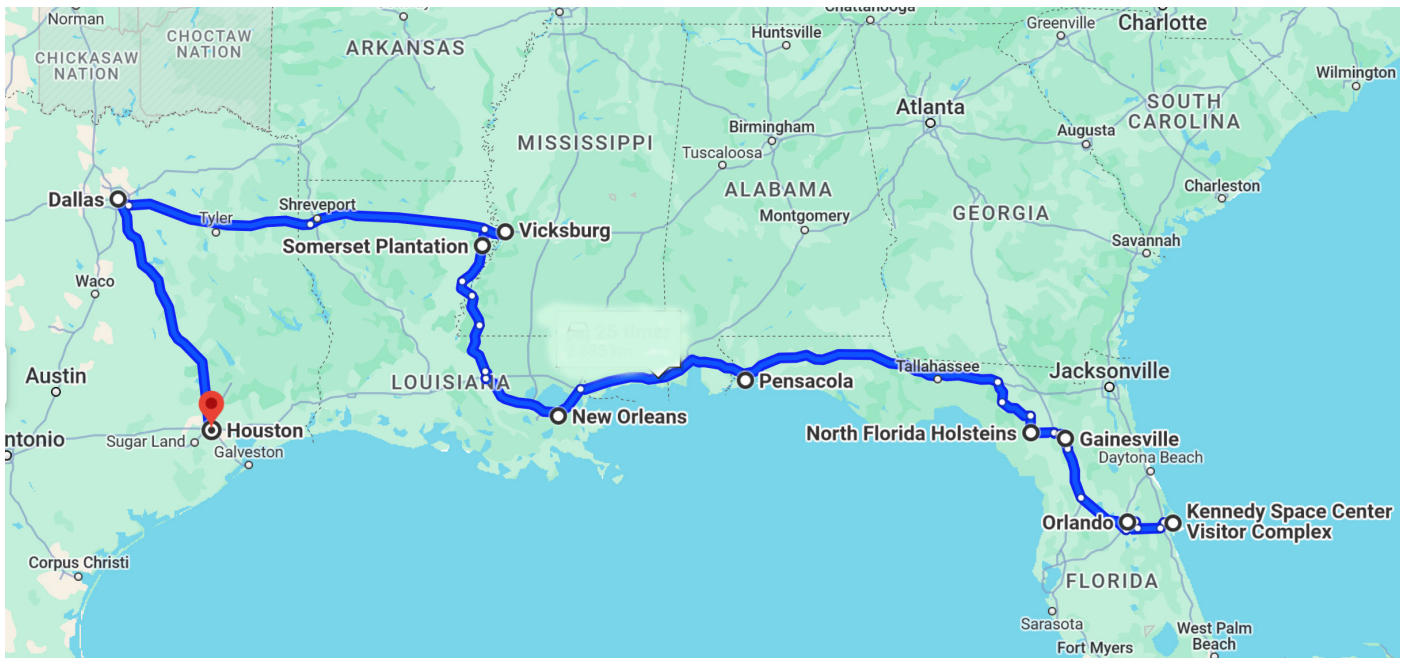 Norman
Chattanooga
Greenville
Charlotte
CHICKASAW
NATION
CHOCTAW
NATION
ARKANSAS
Huntsville
Wilmington
Atlanta
SOUTH
CAROLINA
Birmingham
Augusta
MISSISSIPPI
Tuscaloosa
Dallas
ALABAMA
Charleston
Shreveport
Tyler
Montgomery
GEORGIA
Vicksburg
Somerset Plantation
Savannah
Waco
25 timer
Austin
LOUISIANA
Pensacola
Tallahassee
Jacksonville
New Orleans
Houston
ntonio
Sugar Land
Galveston
North Florida Holsteins
Gainesville
Daytona Beach
Orlando
Kennedy Space Center
Visitor Complex
Corpus Christi
FLORIDA
Sarasota
Fort Myers
West Palm
Beach